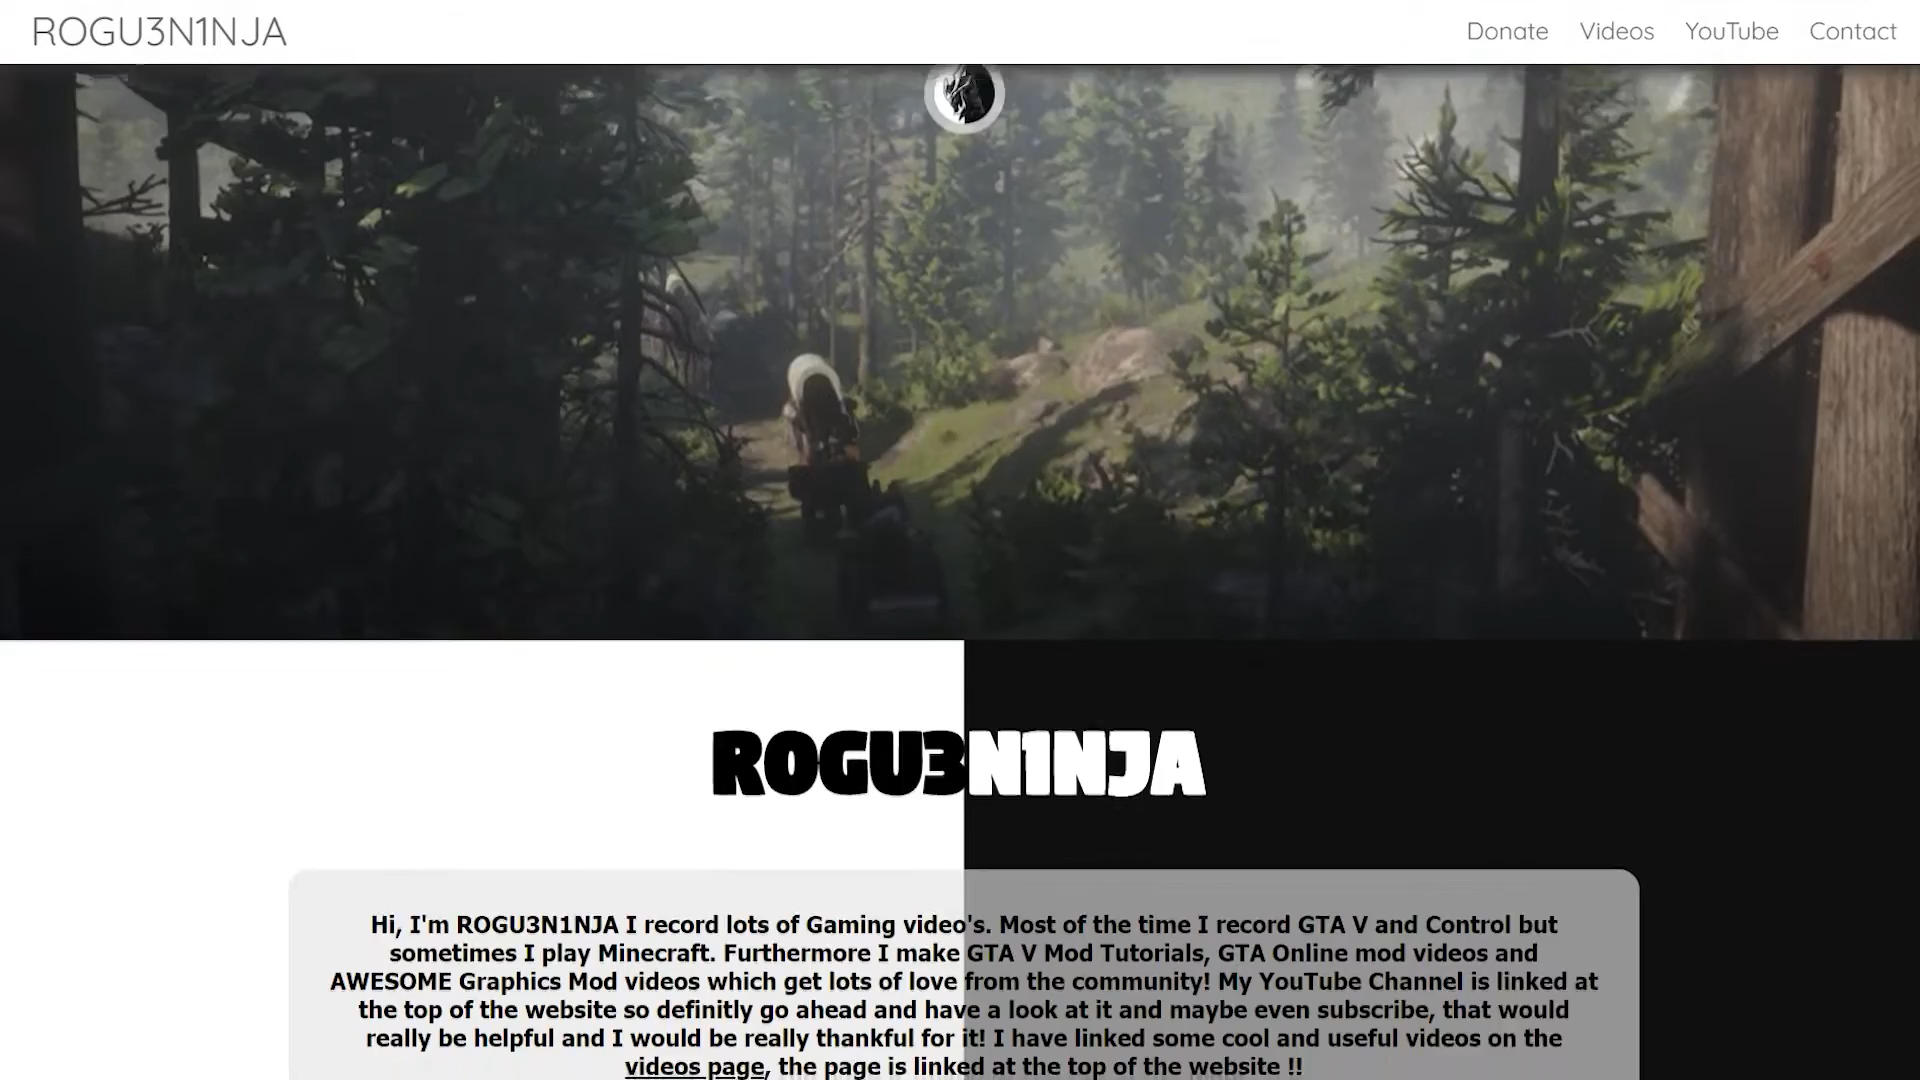 ROGU3N1NJA
Donate Videos YouTube Contact
ROGU3N1NJA
Hi, I'm ROGU3N1NJA I record lots of Gaming video's. Most of the time I record GTA V and Control but
sometimes I play Minecraft. Furthermore I make GTA V Mod Tutorials, GTA Online mod videos and
AWESOME Graphics Mod videos which get lots of love from the community! My YouTube Channel is linked at
the top of the website so definitly go ahead and have a look at it and maybe even subscribe, that would
really be helpful and I would be really thankful for it! I have linked some cool and useful videos on the
videos page, the page is linked at the top of the website !!